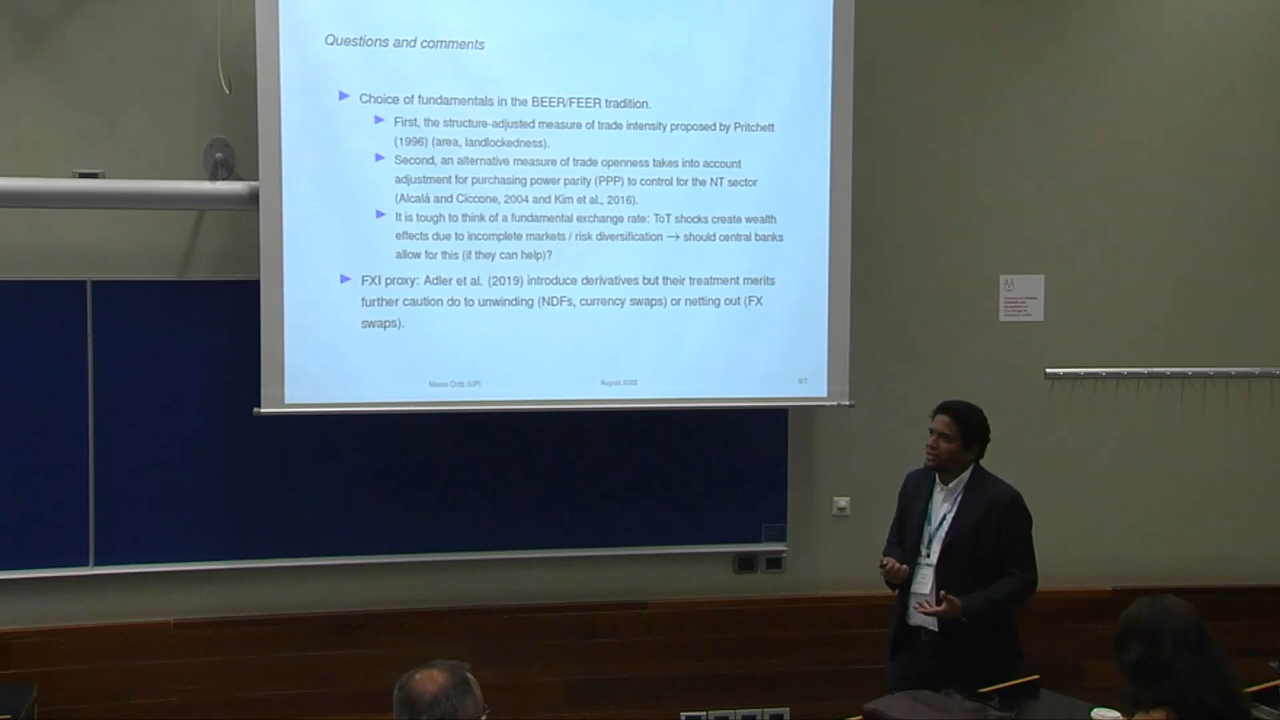 Questions and comments
Choice of fundamentals in the BEER/FEER tradition.
First, the structure-adjusted measure of trade intensity proposed by Pritchett
(1996) (area, landlockedness).
Second, an alternative measure of trade openness takes into account
adjustment for purchasing power parity (PPP) to control for the NT sector
(Alcalá and Ciccone, 2004 and Kim et al., 2016).
It is tough to think of a fundamental exchange rate: ToT shocks create wealth
effects due to incomplete markets / risk diversification → should central banks
allow for this (if they can help)?
FXI proxy: Adler et al. (2019) introduce derivatives but their treatment merits
further caution do to unwinding (NDFs, currency swaps) or netting out (FX
swaps).
August 2022
6/7